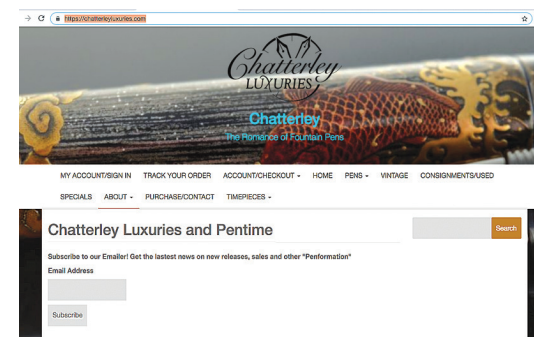 https://chatterleyluxuries.com
Chatterley
LUXURIES
Chatterley
The Romance of Fountain Pens
MY ACCOUNT/SIGN IN TRACK YOUR ORDER ACCOUNT/CHECKOUT HOME PENS VINTAGE CONSIGNMENTS/USED
SPECIALS ABOUT PURCHASE/CONTACT TIMEPIECES
Chatterley Luxuries and Pentime
Search
Subscribe to our Emailer! Get the lastest news on new releases, sales and other "Penformation"
Email Address
Subscribe